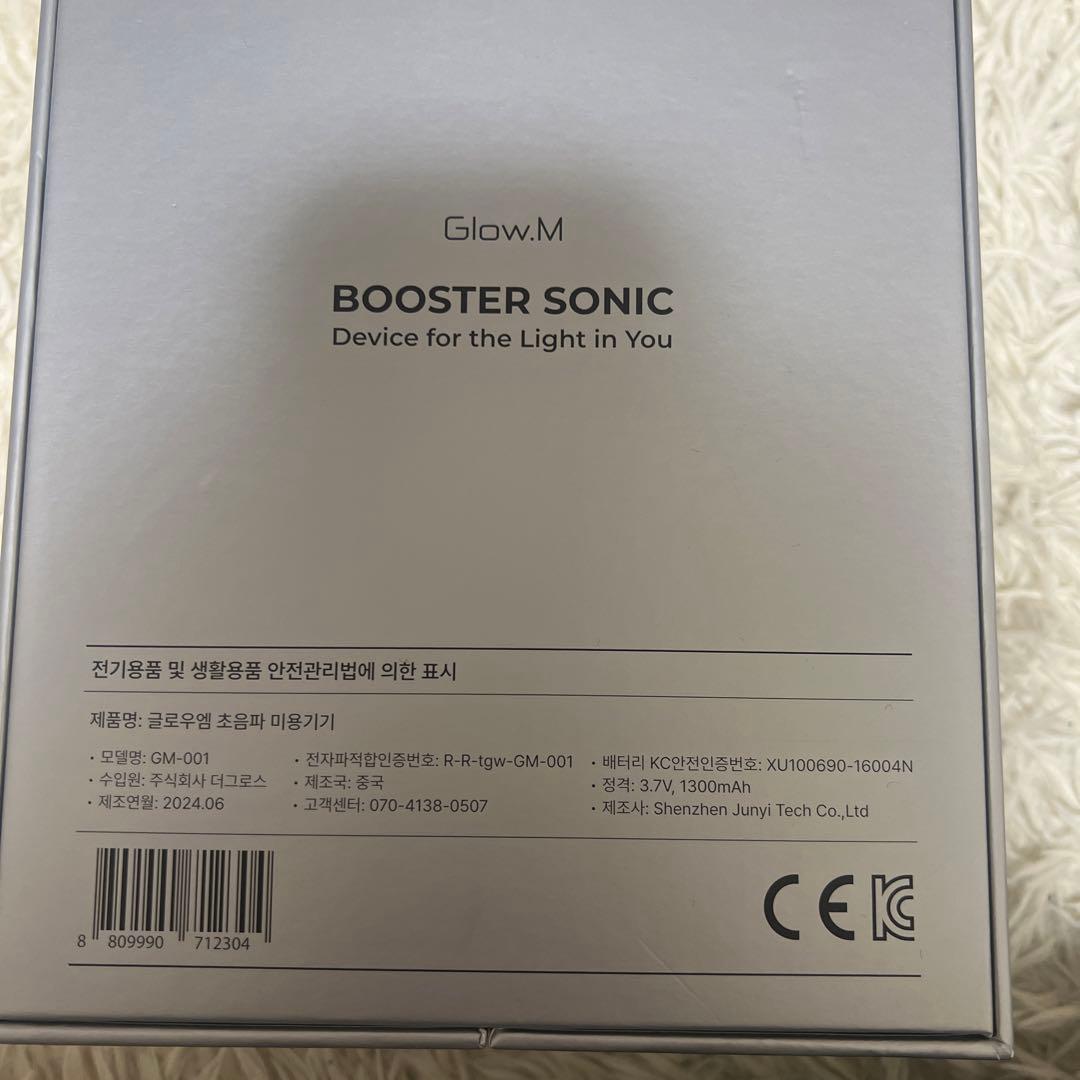 Glow.M
BOOSTER SONIC
Device for the Light in You
전기용품 및 생활용품 안전관리법에 의한 표시
제품명: 글로우엠 초음파 미용기기
• 모델명: GM-001
• 수입원: 주식회사 더그로스
• 제조연월: 2024.06
• 전자파적합인증번호: R-R-tgw-GM-001
• 제조국: 중국
• 고객센터: 070-4138-0507
• 배터리 KC안전인증번호: XU100690-16004N
• 정격: 3.7V, 1300mAh
• 제조사: Shenzhen Junyi Tech Co.,Ltd
8 809990 712304
CE KC